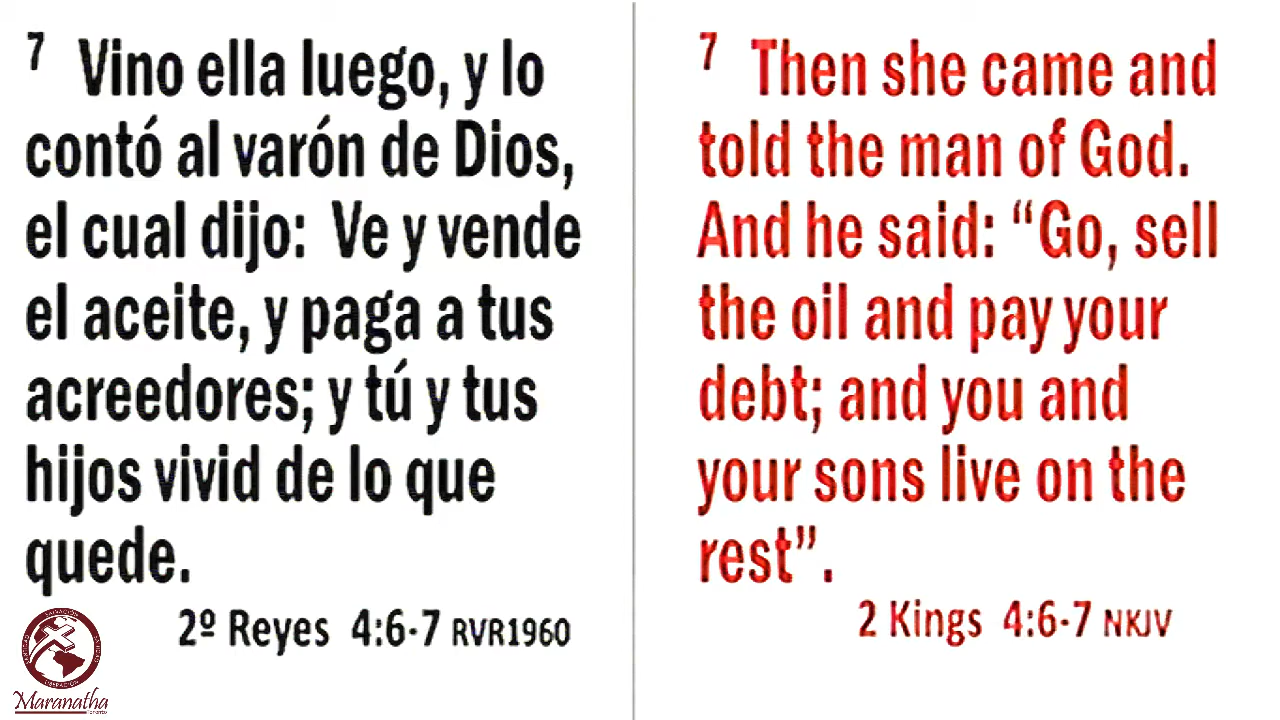 7 Vino ella luego, y lo
contó al varón de Dios,
el cual dijo: Ve y vende
el aceite, y paga a tus
acreedores; y tú y tus
hijos vivid de lo que
quede.
2º Reyes 4:6-7 RVR1960
7 Then she came and
told the man of God.
And he said: “Go, sell
the oil and pay your
debt; and you and
your sons live on the
rest”.
2 Kings 4:6-7 NKJV
SALVACIÓN
LIBERACIÓN
Maranatha